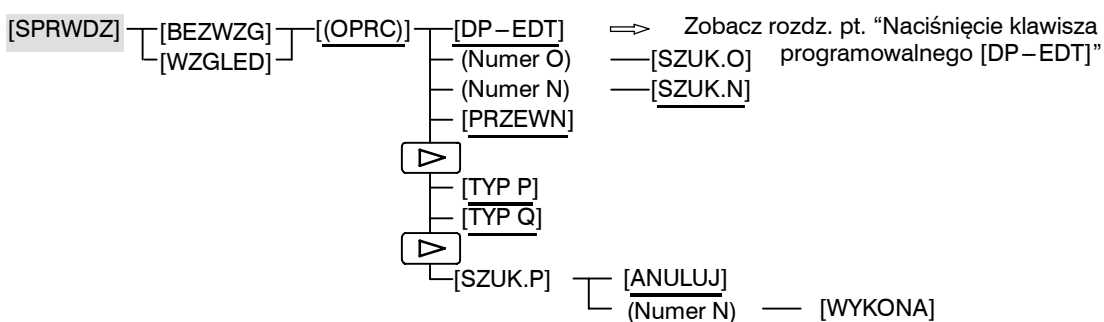 [SPRWDZ] [BEZWZG] [(OPRC)] [DP–EDT] Zobacz rozdz. pt. “Naciśnięcie klawisza
[WZGLED] (Numer O) [SZUK.O] programowalnego [DP–EDT]”
(Numer N) [SZUK.N]
[PRZEWN]
[TYP P]
[TYP Q]
[SZUK.P] [ANULUJ]
(Numer N) [WYKONA]